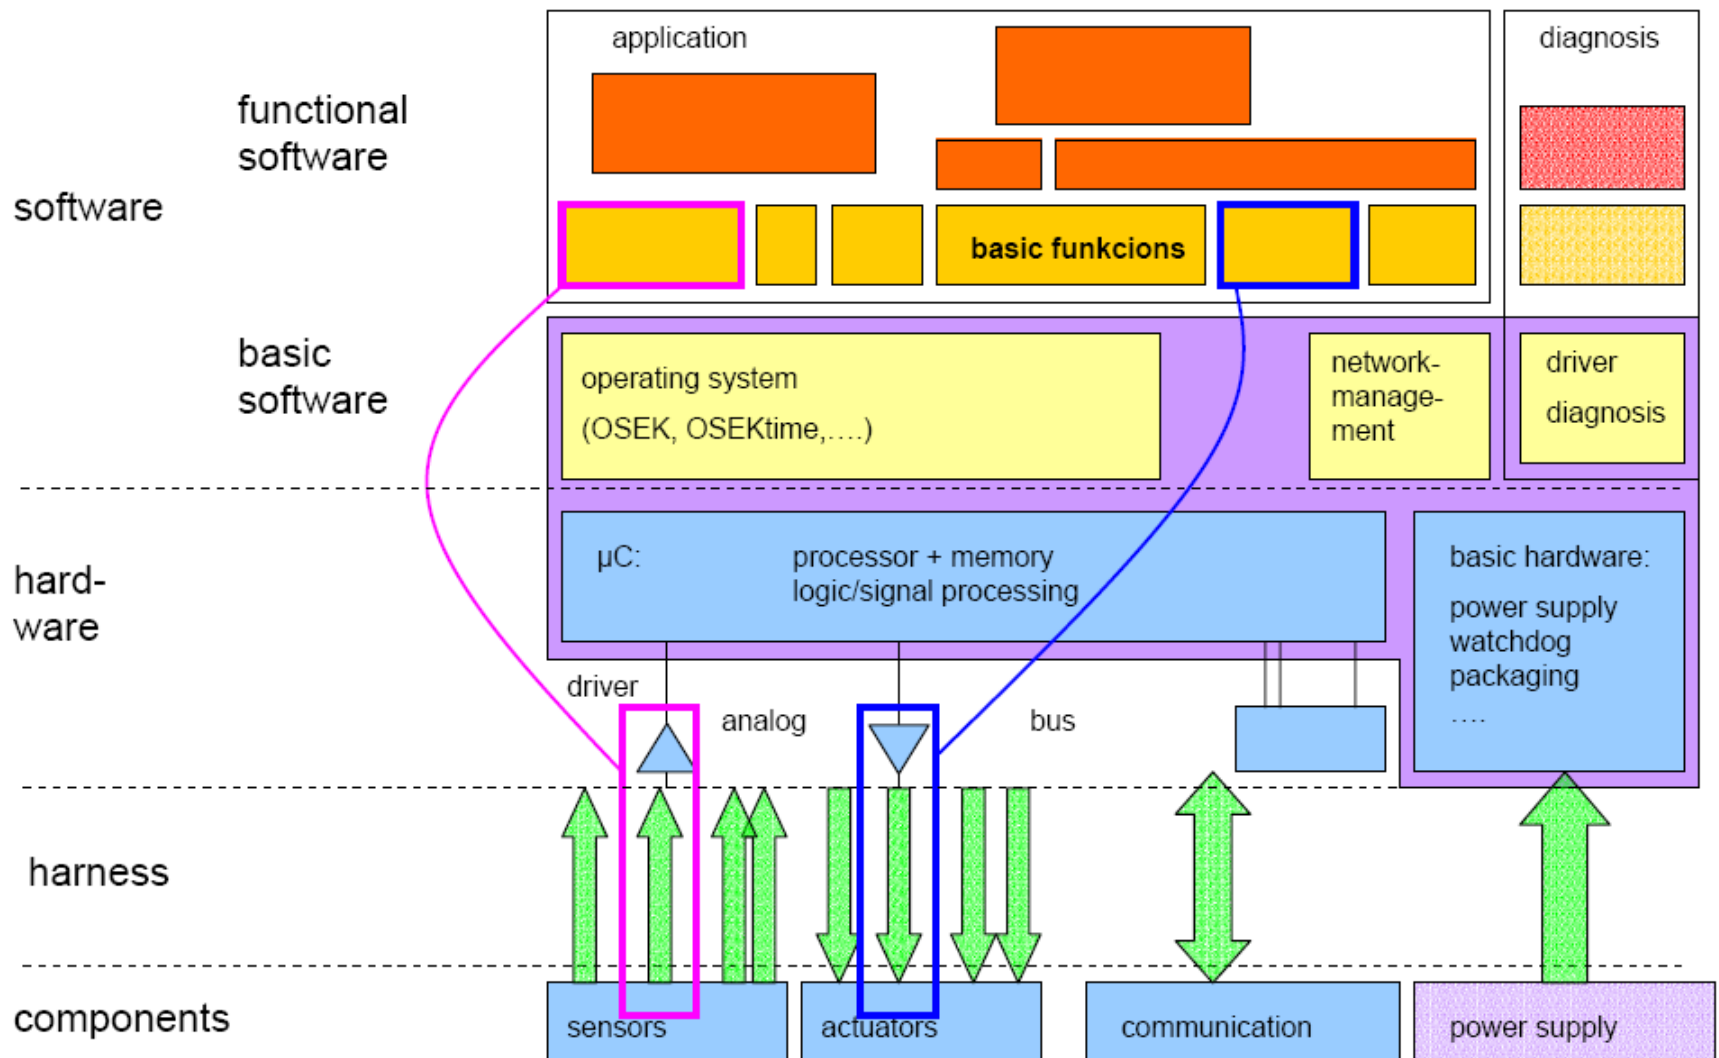 application
diagnosis
functional
software
software
basic funkcions
basic
software
operating system
(OSEK, OSEKtime,....)
network-
manage-
ment
driver
diagnosis
hard-
ware
µC:
processor + memory
logic/signal processing
basic hardware:
power supply
watchdog
packaging
....
driver
analog
bus
harness
components
sensors
actuators
communication
power supply